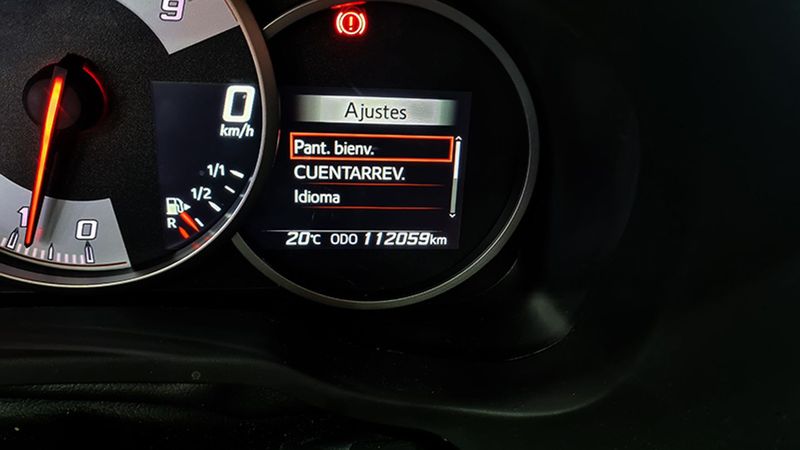 9
0
km/h
1/1
1/2
R
1
0
Ajustes
Pant. bienv.
CUENTARREV.
Idioma
20°C ODO 112059km